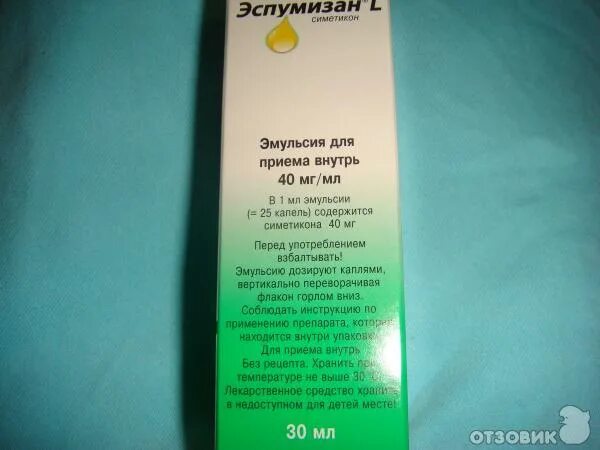 Эспумизан® L
симетикон
Эмульсия для
приема внутрь
40 мг/мл
В 1 мл эмульсии
(= 25 капель) содержится
симетикона 40 мг
Перед употреблением
взбалтывать!
Эмульсию дозируют каплями,
вертикально переворачивая
флакон горлом вниз.
Соблюдать инструкцию по
применению препарата, которая
находится внутри упаковки
Для приема внутрь
Без рецепта. Хранить при
температуре не выше 30
Лекарственное средство хранить
в недоступном для детей месте!
30 мл
ОТЗОВИК